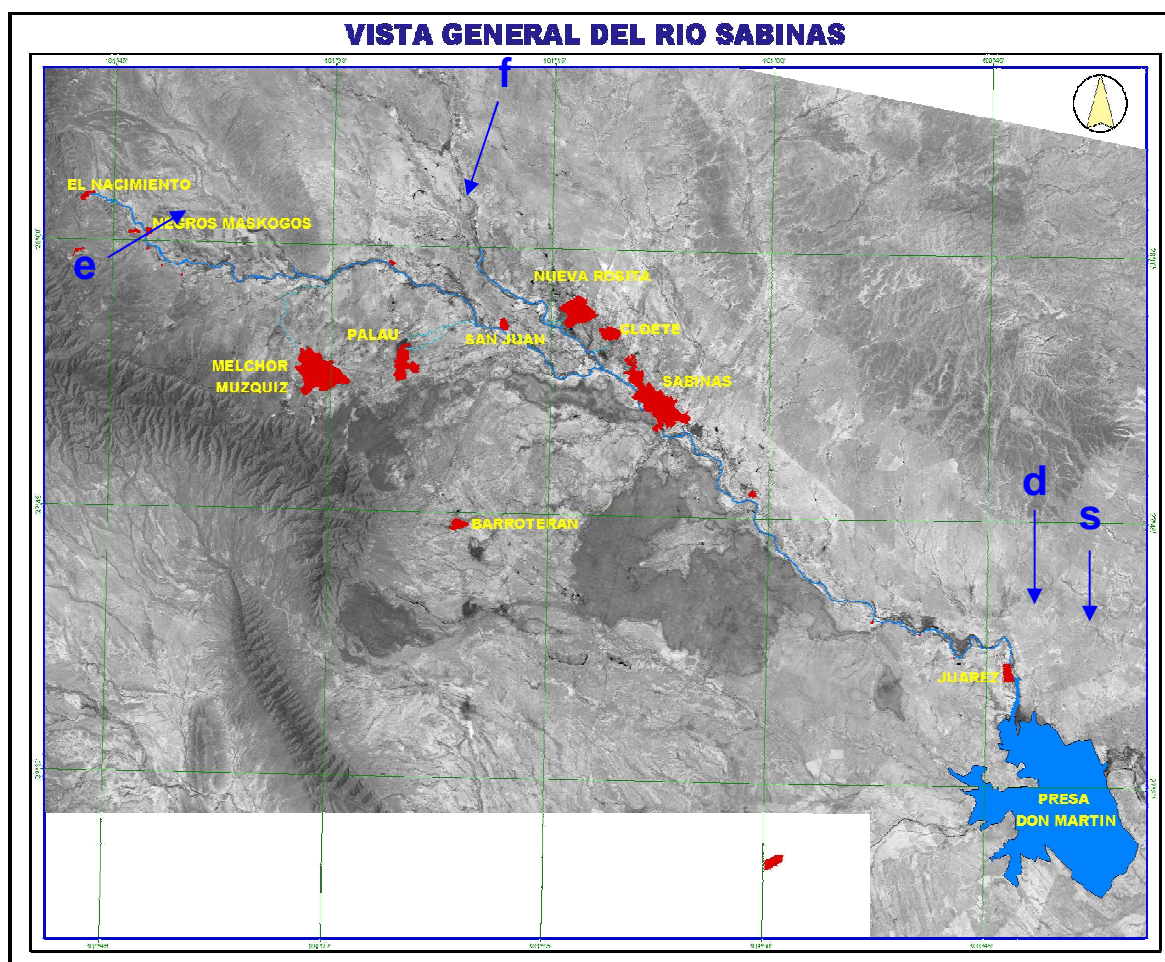 VISTA GENERAL DEL RIO SABINAS
f
EL NACIMIENTO
NEGROS MASKOGOS
e
NUEVA ROSITA
CLOETE
SAN JUAN
PALAU
MELCHOR
MUZQUIZ
SABINAS
d
s
BARROTERAN
JUAREZ
PRESA
DON MARTIN